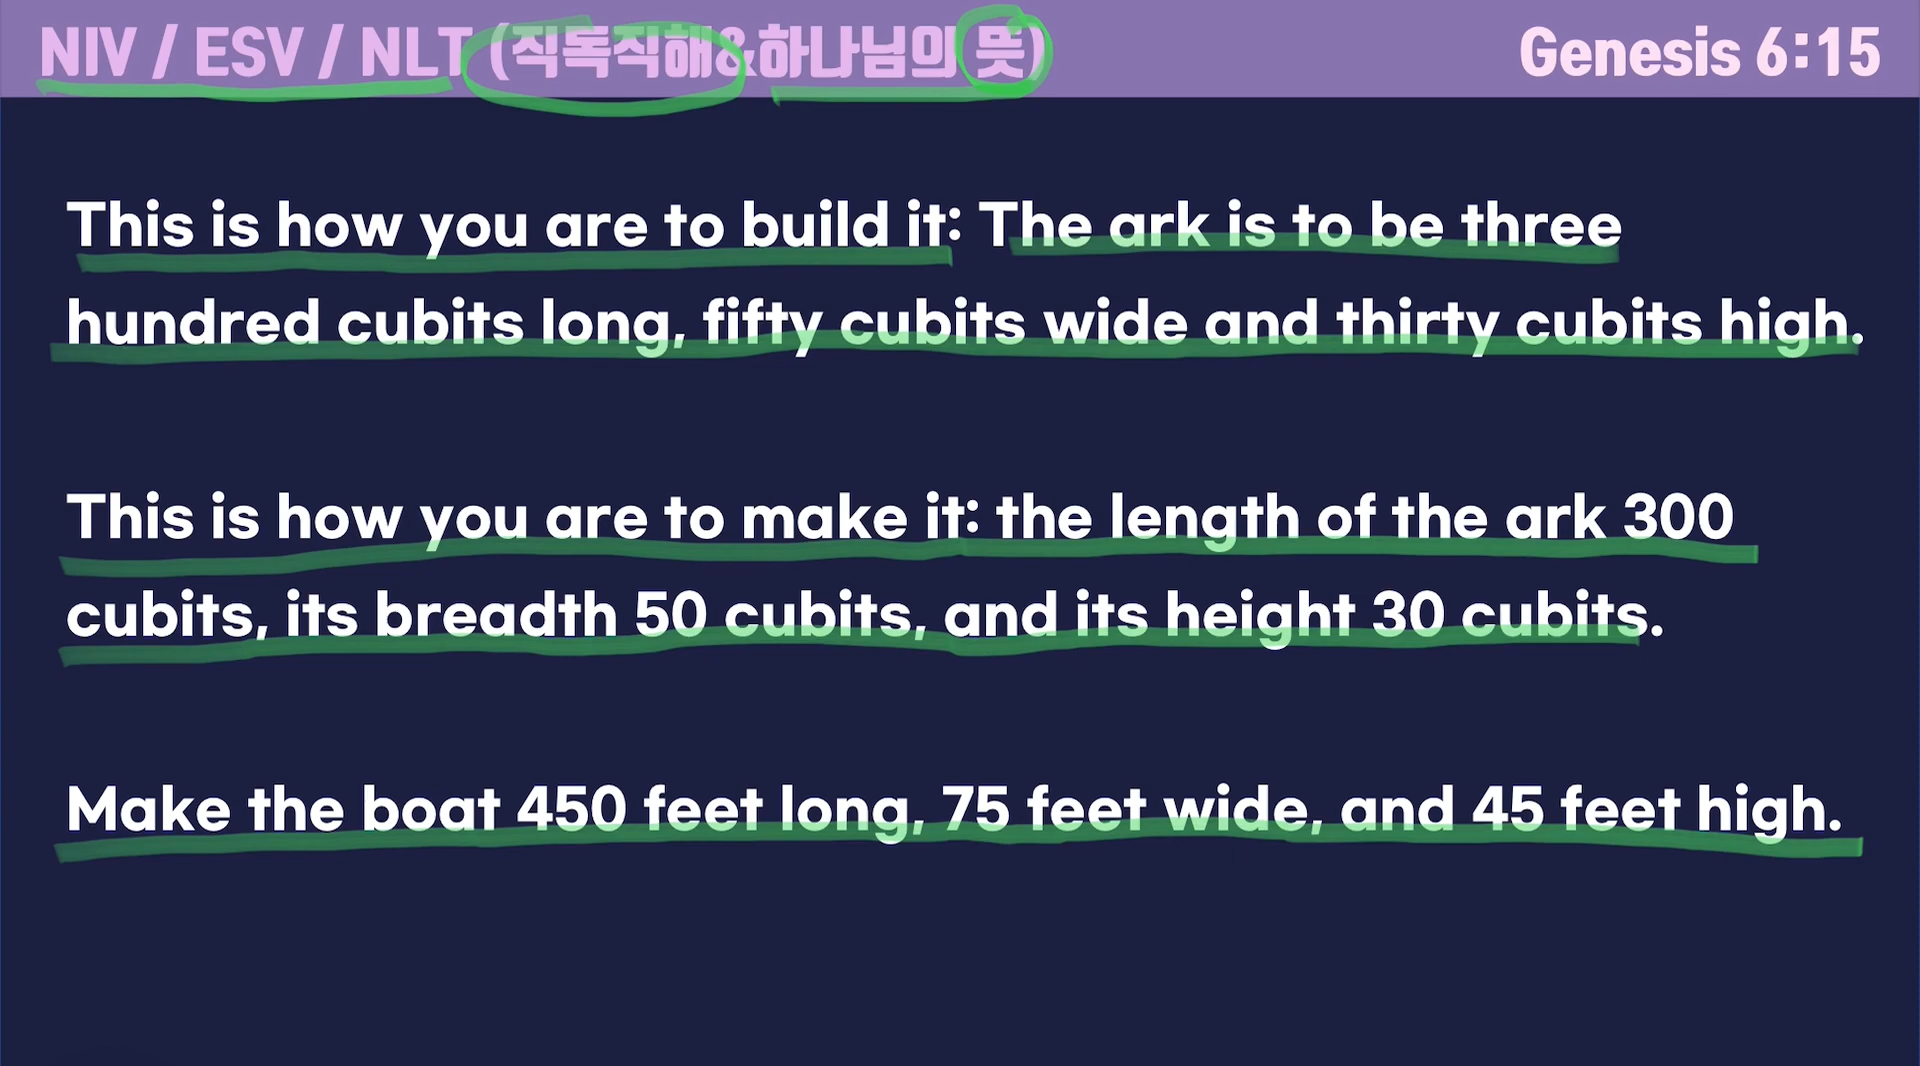 NIV / ESV / NLT (직독직해&하나님의 뜻)
Genesis 6:15
This is how you are to build it: The ark is to be three
hundred cubits long, fifty cubits wide and thirty cubits high.
This is how you are to make it: the length of the ark 300
cubits, its breadth 50 cubits, and its height 30 cubits.
Make the boat 450 feet long, 75 feet wide, and 45 feet high.